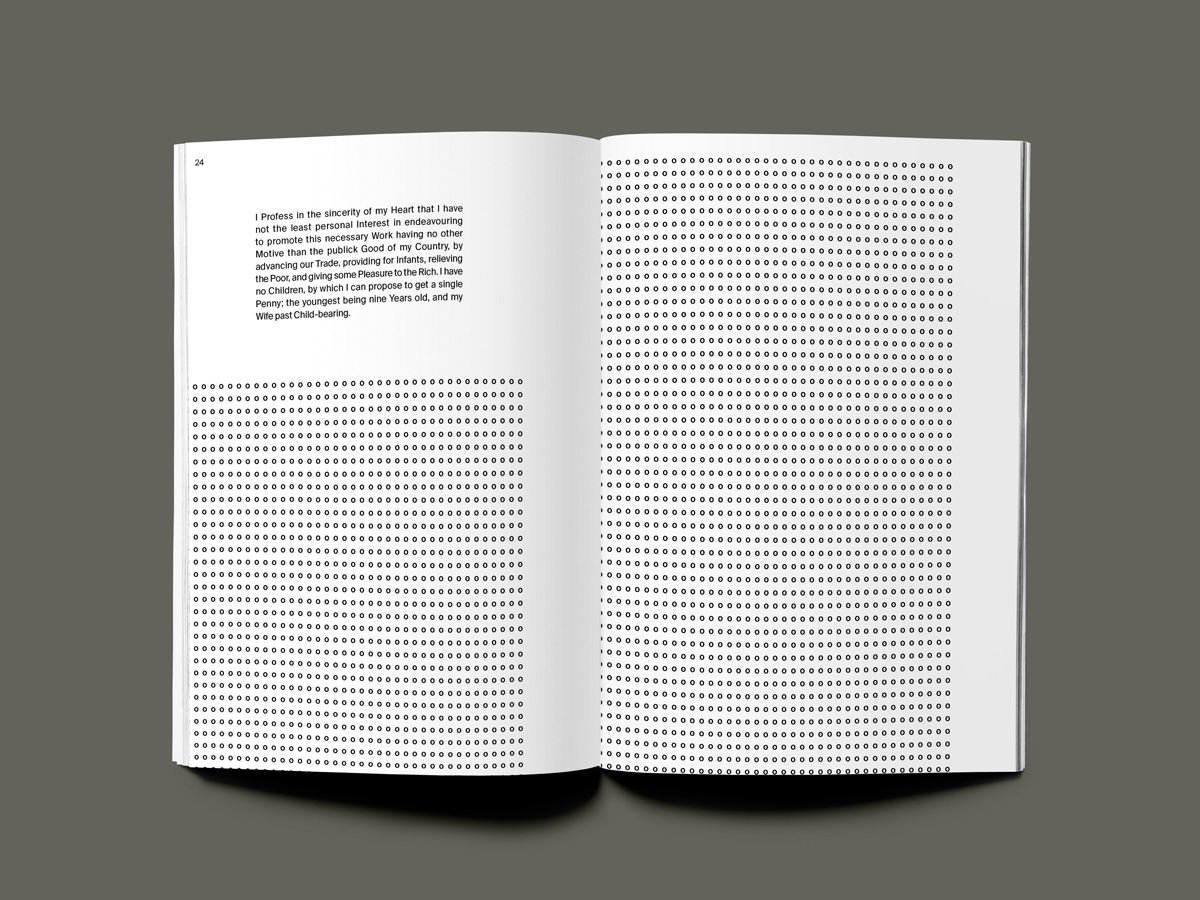 24
I Profess in the sincerity of my Heart that I have
not the least personal Interest in endeavouring
to promote this necessary Work having no other
Motive than the publick Good of my Country, by
advancing our Trade, providing for Infants, relieving
the Poor, and giving some Pleasure to the Rich. I have
no Children, by which I can propose to get a single
Penny; the youngest being nine Years old, and my
Wife past Child-bearing.